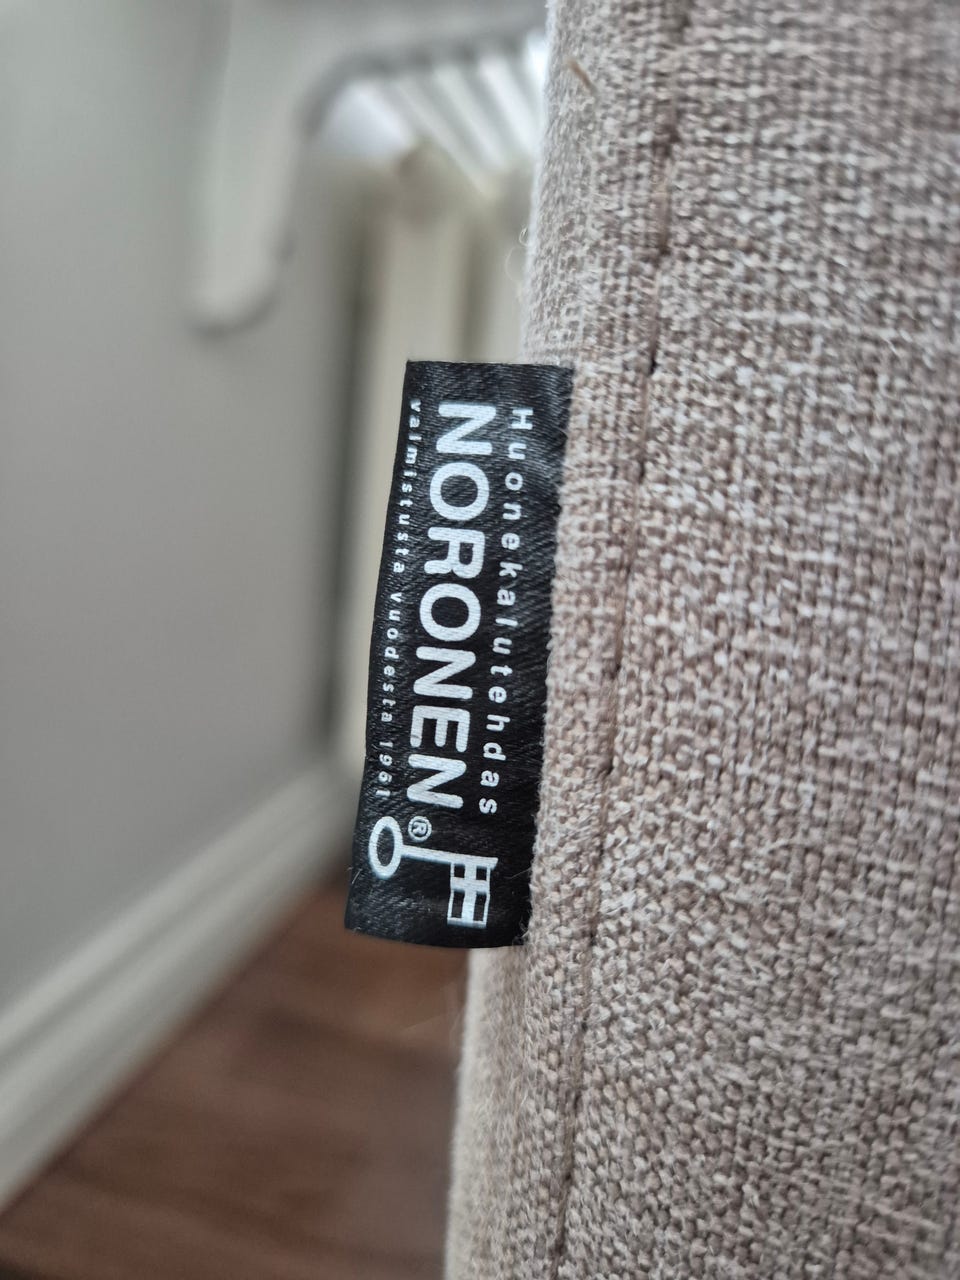 Huonekalutehdas
NORONEN®
valmistusta vuodesta 1961